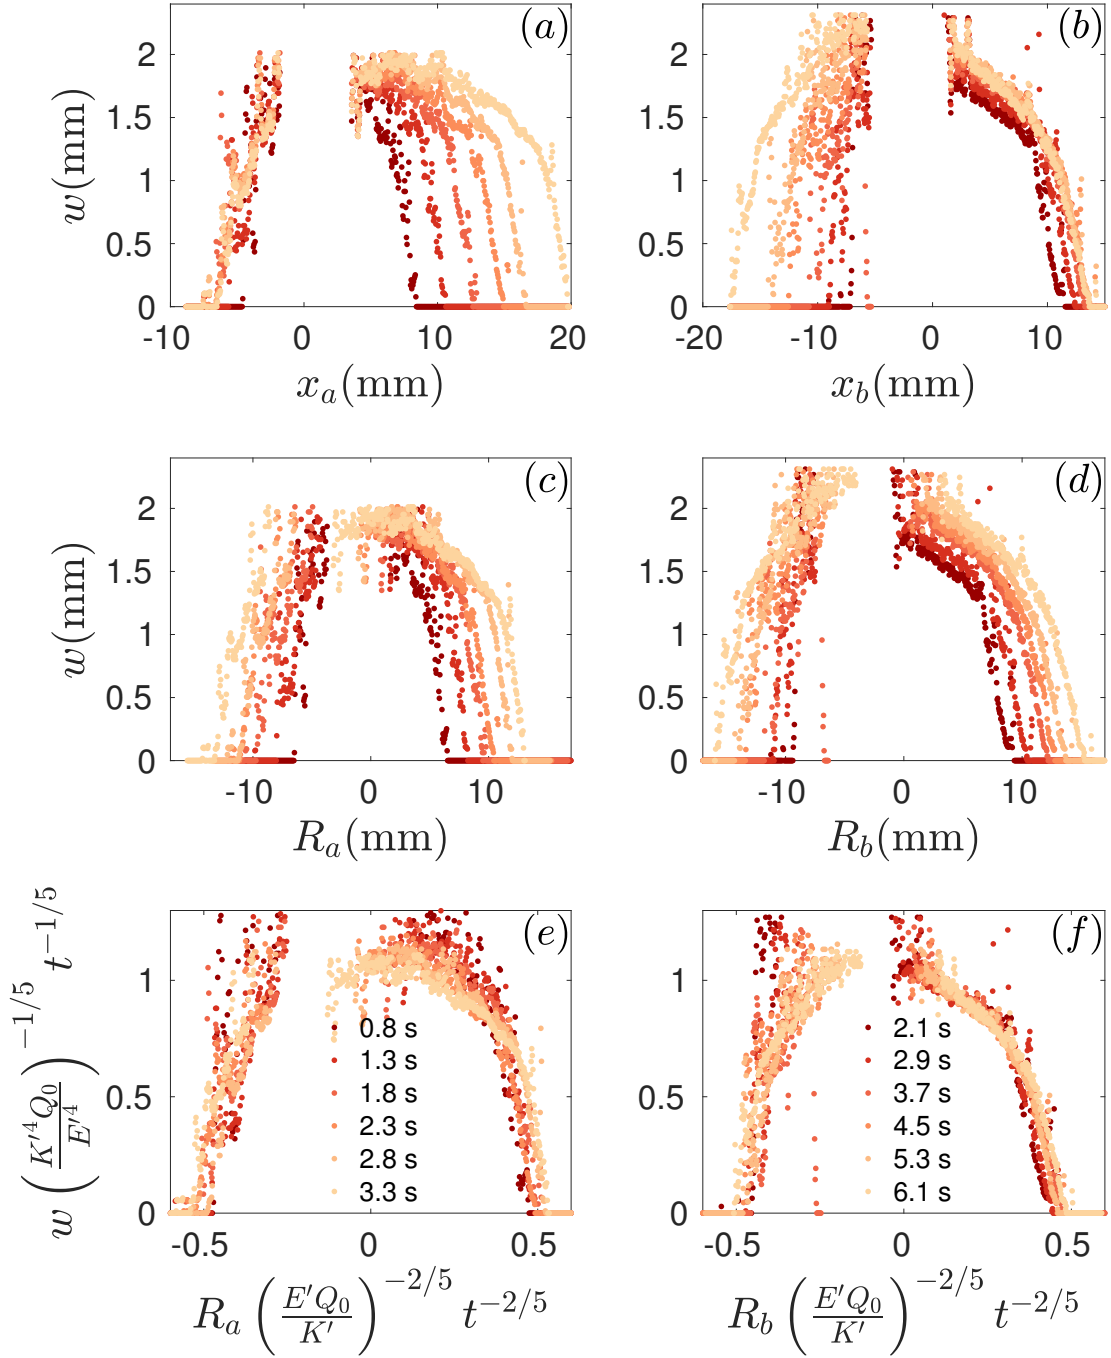 (a)
w(mm)
2
1.5
1
0.5
0
-10 0 10 20
x_a(mm)
(b)
2
1.5
1
0.5
0
-20 -10 0 10
x_b(mm)
(c)
w(mm)
2
1.5
1
0.5
0
-10 0 10
R_a(mm)
(d)
2
1.5
1
0.5
0
-10 0 10
R_b(mm)
(e)
w (K'^4 Q_0 / E'^4)^{-1/5} t^{-1/5}
1
0.5
0
0.8 s
1.3 s
1.8 s
2.3 s
2.8 s
3.3 s
-0.5 0 0.5
R_a (E'Q_0 / K')^{-2/5} t^{-2/5}
(f)
1
0.5
0
2.1 s
2.9 s
3.7 s
4.5 s
5.3 s
6.1 s
-0.5 0 0.5
R_b (E'Q_0 / K')^{-2/5} t^{-2/5}